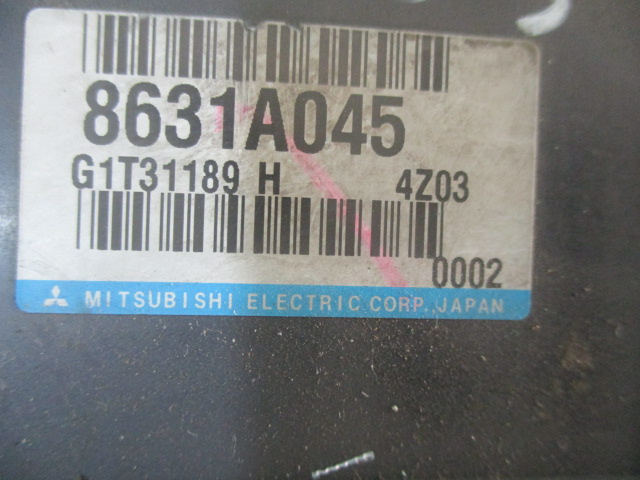 8631A045
G1T31189 H 4Z03
0002
MITSUBISHI ELECTRIC CORP., JAPAN